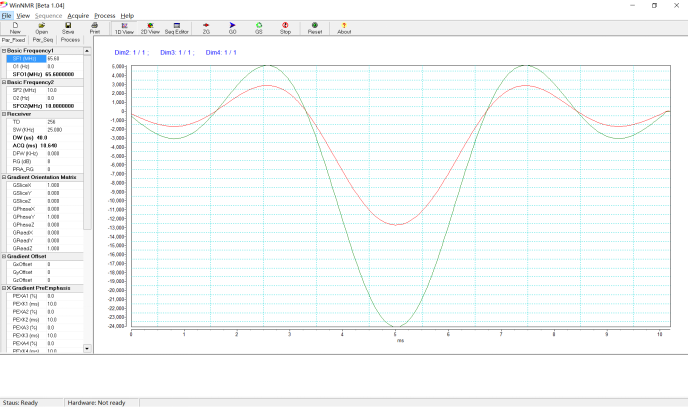 WinNMR [Beta 1.04]
File View Sequence Acquire Process Help
New Open Save Print 1D View 2D View Seq Editor ZG GO GS Stop Reset About
Par_Fixed Par_Seq Process
Basic Frequency1
SF1 (MHz) 65.60
O1 (Hz) 0.0
SFO1(MHz) 65.6000000
Basic Frequency2
SF2 (MHz) 10.0
O2 (Hz) 0.0
SFO2(MHz) 10.0000000
Receiver
TD 256
SW (KHz) 25.000
DW (us) 40.0
ACQ (ms) 10.640
DFW (KHz) 0.000
RG (dB) 0
PRA_RG 0
Gradient Orientation Matrix
GSliceX 1.000
GSliceY 0.000
GSliceZ 0.000
GPhaseX 0.000
GPhaseY 1.000
GPhaseZ 0.000
GReadX 0.000
GReadY 0.000
GReadZ 1.000
Gradient Offset
GxOffset 0
GyOffset 0
GzOffset 0
X Gradient PreEmphasis
PEXA1 (%) 0.0
PEXK1 (ms) 10.0
PEXA2 (%) 0.0
PEXK2 (ms) 10.0
PEXA3 (%) 0.0
PEXK3 (ms) 10.0
PEXA4 (%) 0.0
PEXK4 (ms) 10.0
Dim2: 1 / 1 ; Dim3: 1 / 1 ; Dim4: 1 / 1
5,000
4,000
3,000
2,000
1,000
0
-1,000
-2,000
-3,000
-4,000
-5,000
-6,000
-7,000
-8,000
-9,000
-10,000
-11,000
-12,000
-13,000
-14,000
-15,000
-16,000
-17,000
-18,000
-19,000
-20,000
-21,000
-22,000
-23,000
-24,000
0 1 2 3 4 5 6 7 8 9 10
ms
Staus: Ready Hardware: Not ready